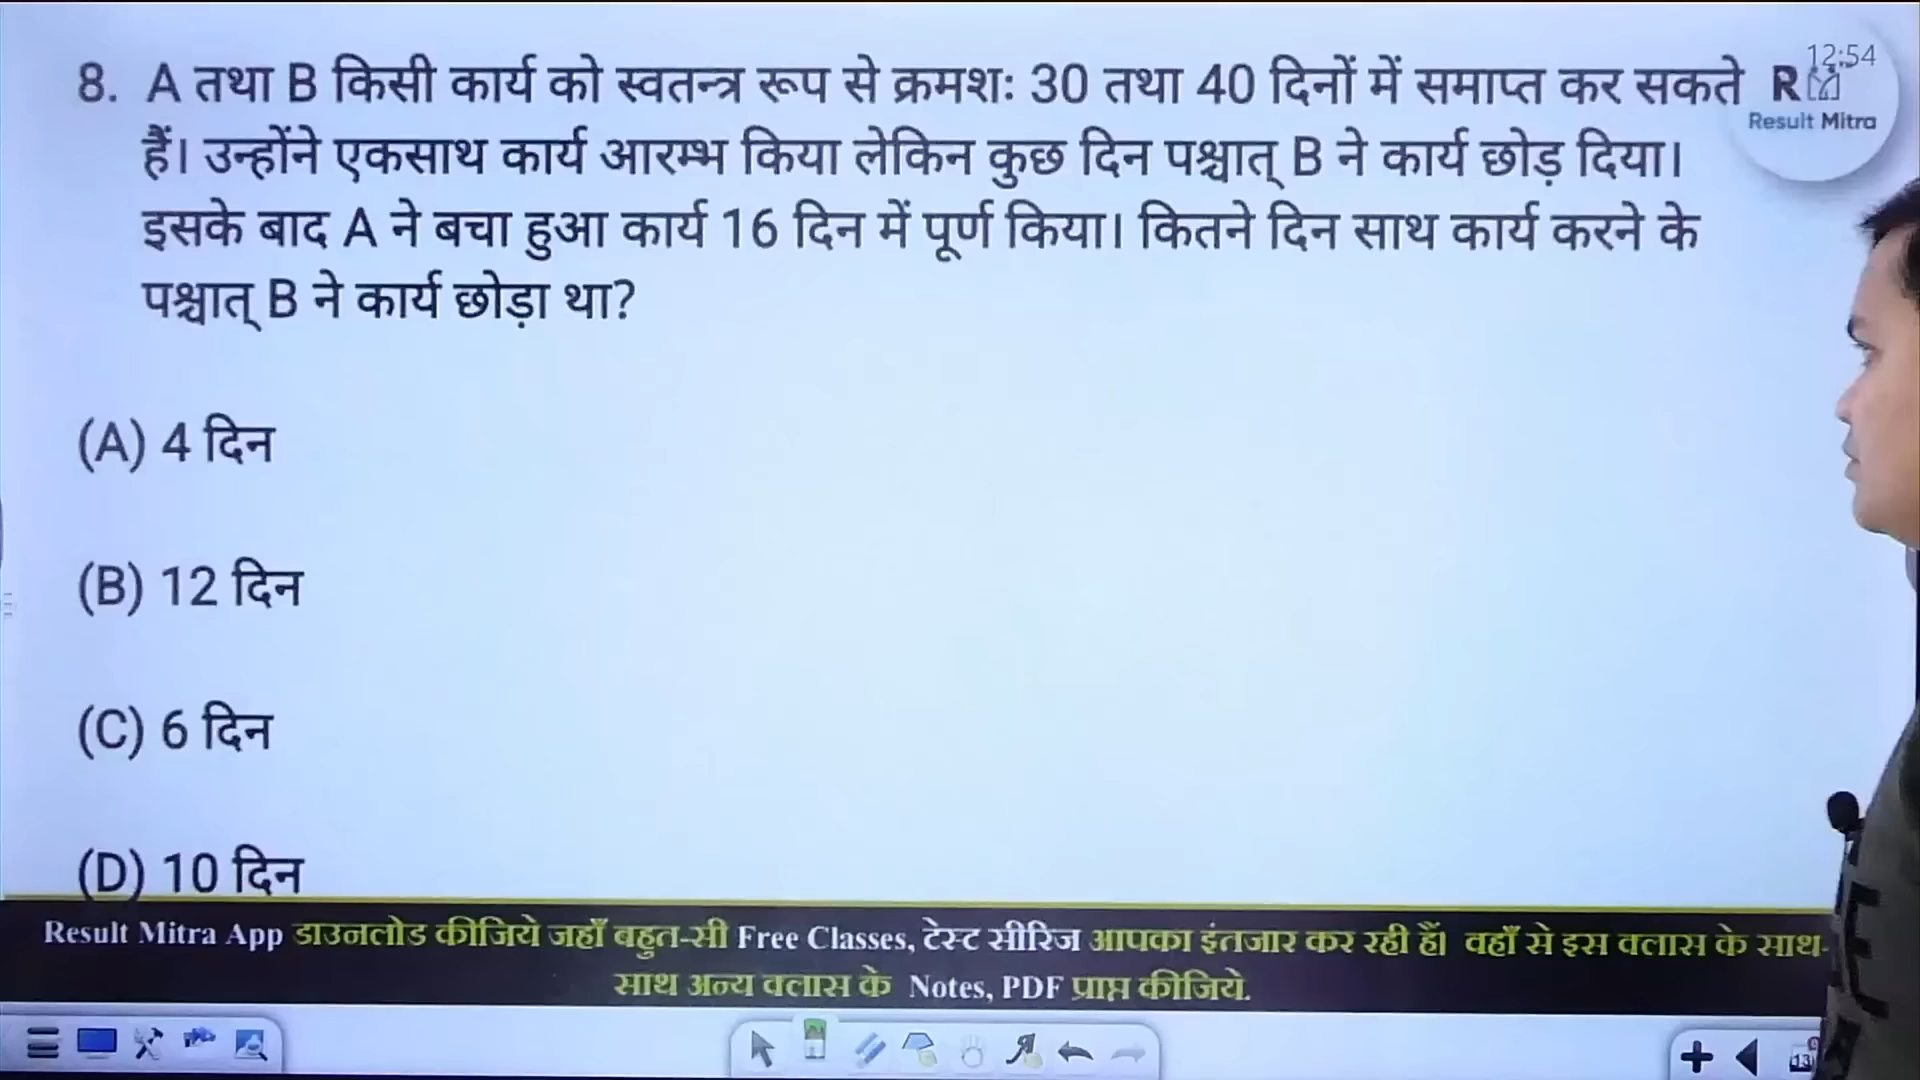 12:54
Result Mitra
8. A तथा B किसी कार्य को स्वतन्त्र रूप से क्रमशः 30 तथा 40 दिनों में समाप्त कर सकते
हैं। उन्होंने एकसाथ कार्य आरम्भ किया लेकिन कुछ दिन पश्चात् B ने कार्य छोड़ दिया।
इसके बाद A ने बचा हुआ कार्य 16 दिन में पूर्ण किया। कितने दिन साथ कार्य करने के
पश्चात् B ने कार्य छोड़ा था?
(A) 4 दिन
(B) 12 दिन
(C) 6 दिन
(D) 10 दिन
Result Mitra App डाउनलोड कीजिये जहाँ बहुत-सी Free Classes, टेस्ट सीरिज आपका इंतजार कर रही हैं। वहाँ से इस क्लास के साथ-
साथ अन्य क्लास के Notes, PDF प्राप्त कीजिये.